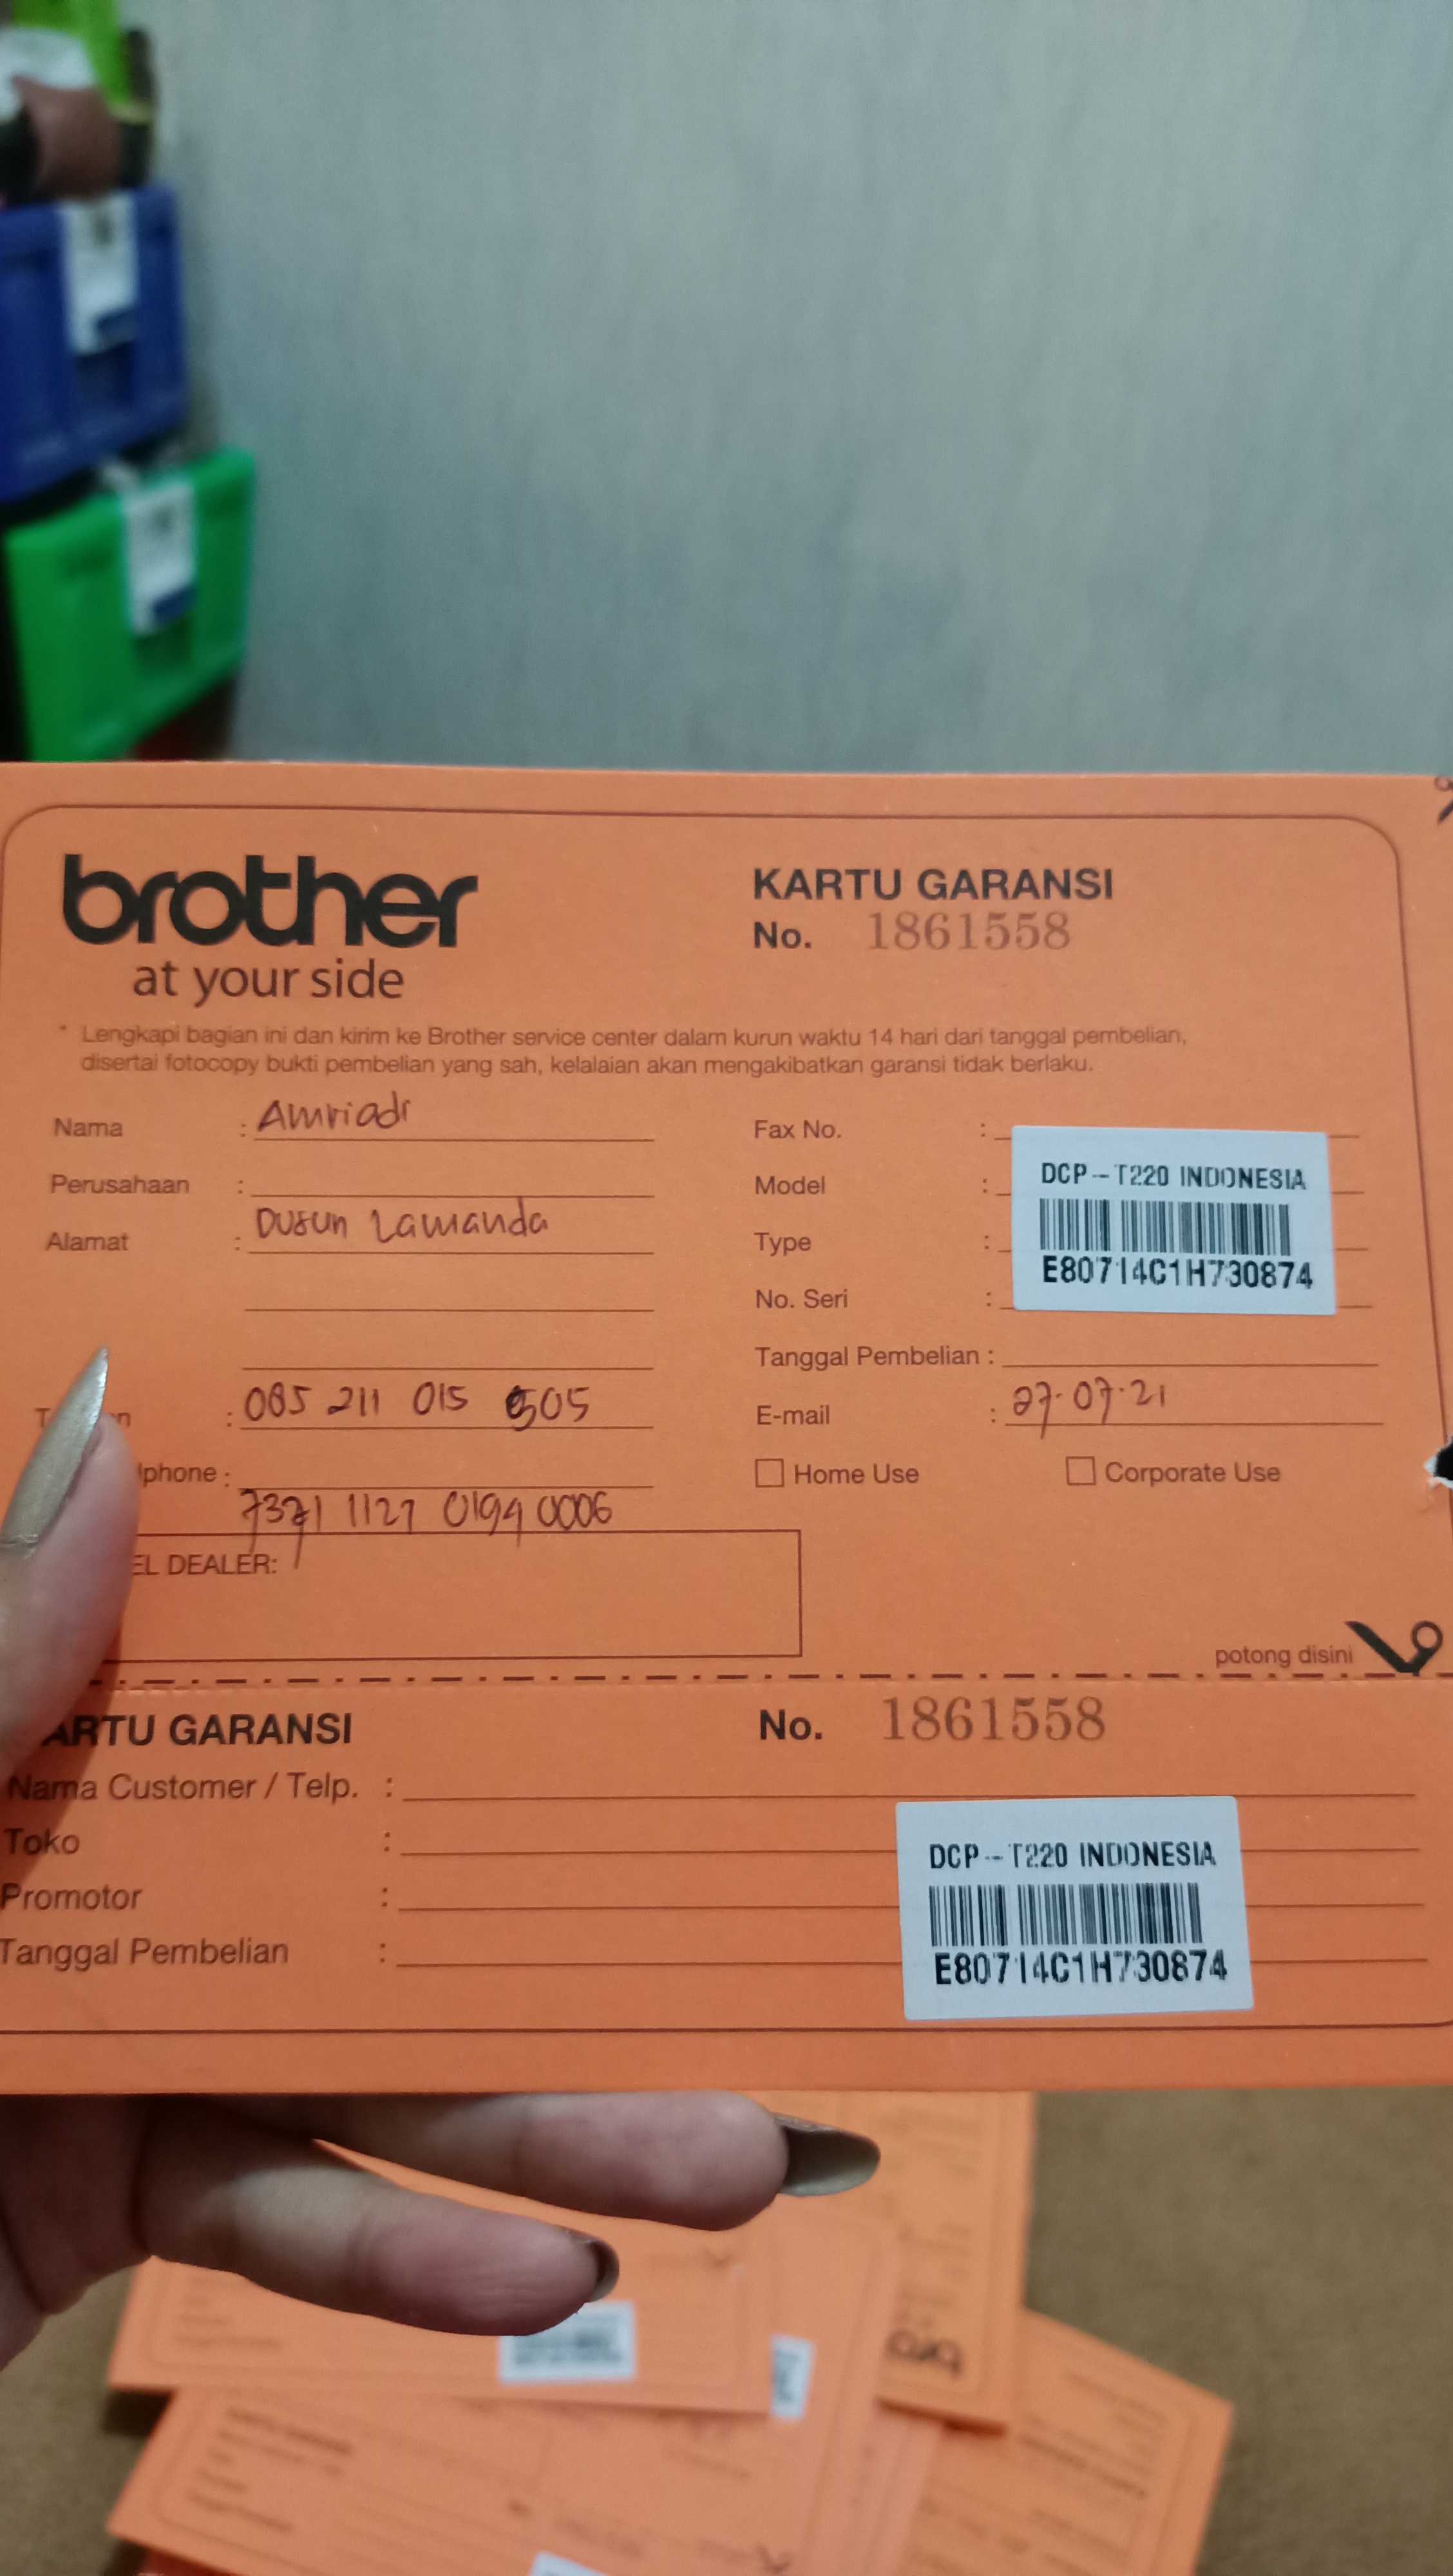 brother
at your side
KARTU GARANSI
No. 1861558
* Lengkapi bagian ini dan kirim ke Brother service center dalam kurun waktu 14 hari dari tanggal pembelian,
disertai fotocopy bukti pembelian yang sah, kelalaian akan mengakibatkan garansi tidak berlaku.
Nama : Amriadi
Perusahaan :
Alamat : Dusun Lamanda
085 211 015 505
lphone :
7371 1127 0194 0006
EL DEALER:
Fax No. :
Model :
Type :
No. Seri :
DCP-T220 INDONESIA
E80714C1H730874
Tanggal Pembelian :
E-mail : 27.07.21
Home Use Corporate Use
potong disini
ARTU GARANSI No. 1861558
Nama Customer / Telp. :
Toko :
Promotor :
Tanggal Pembelian :
DCP-T220 INDONESIA
E80714C1H730874